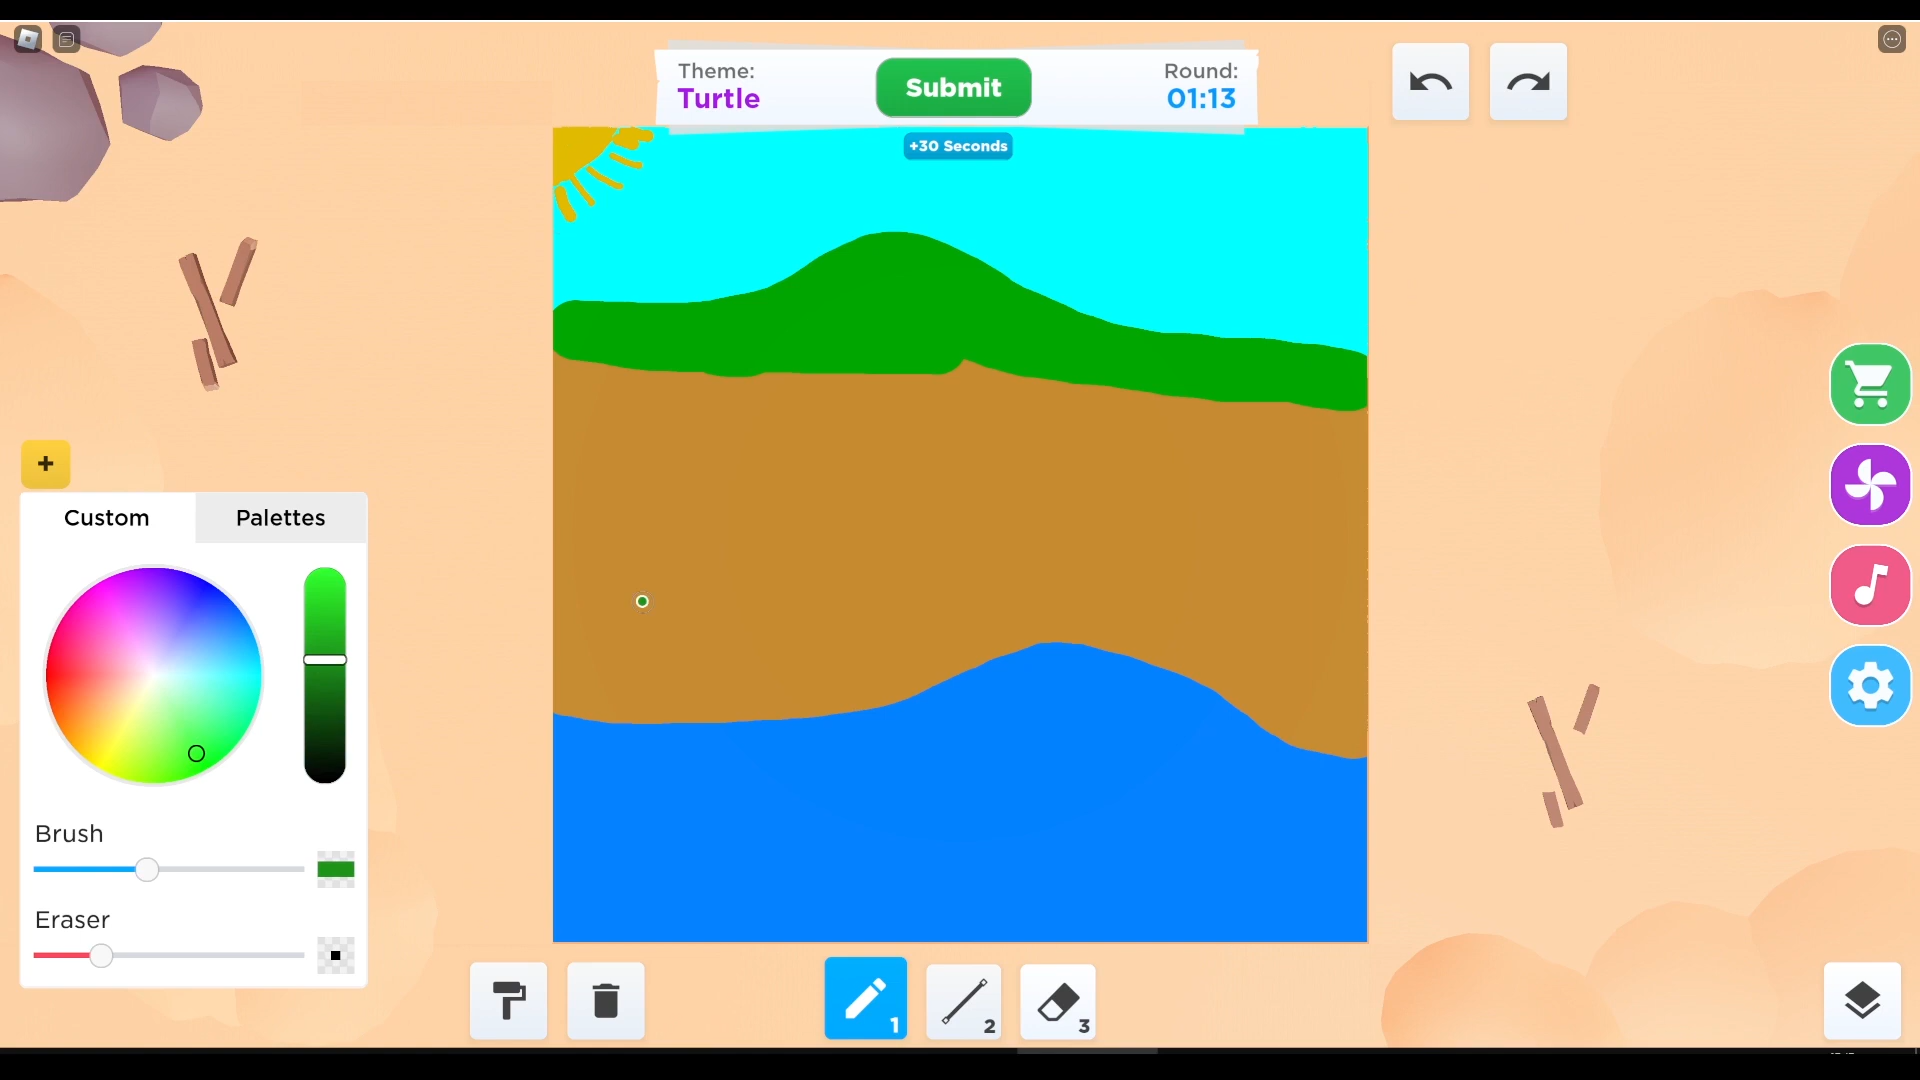 Theme:
Turtle
Submit
Round:
01:13
+30 Seconds
+
Custom
Palettes
Brush
Eraser
1
2
3